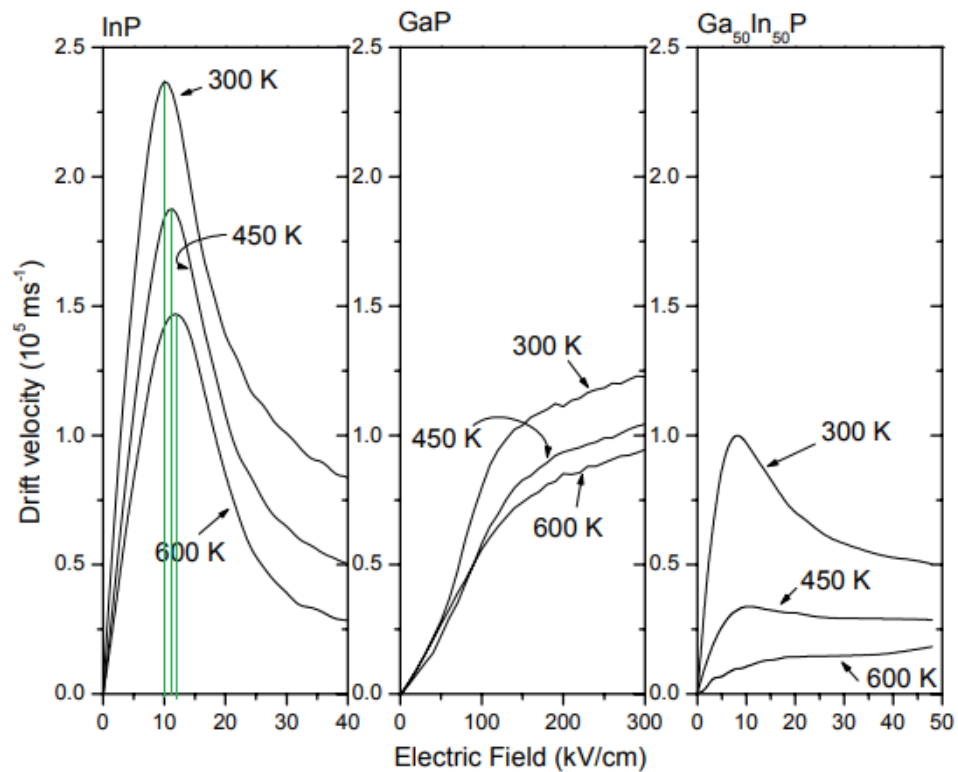 InP
GaP
Ga50In50P
Drift velocity (10^5 ms^-1)
2.5
2.0
1.5
1.0
0.5
0.0
300 K
450 K
600 K
0 10 20 30 40
2.5
2.0
1.5
1.0
0.5
0.0
300 K
450 K
600 K
0 100 200 300
2.5
2.0
1.5
1.0
0.5
0.0
300 K
450 K
600 K
0 10 20 30 40 50
Electric Field (kV/cm)